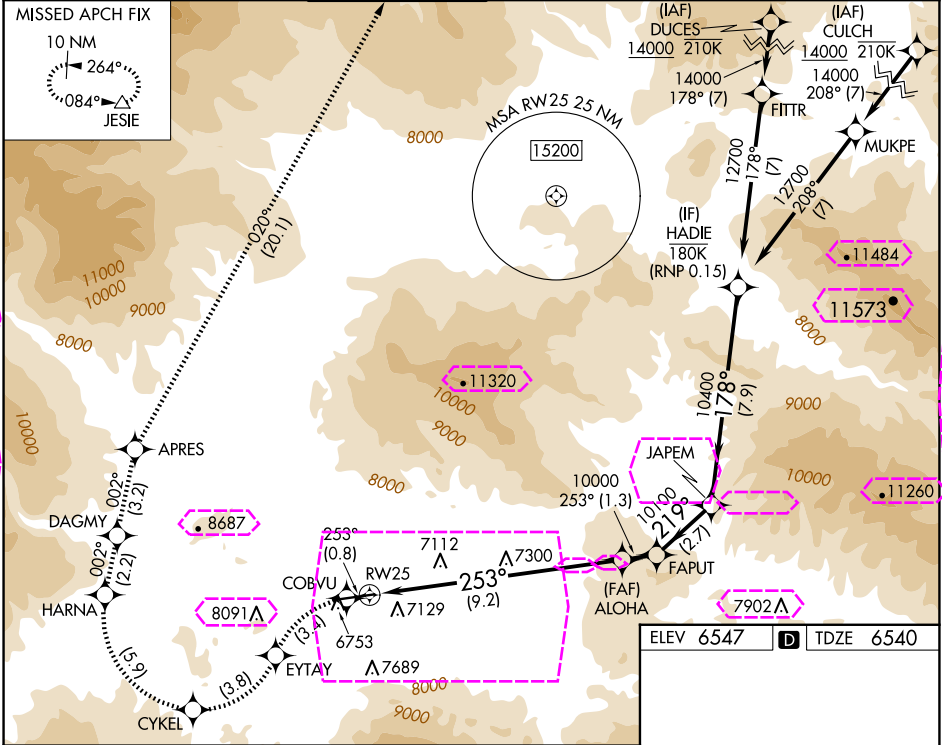 MISSED APCH FIX
10 NM
264°
084°
JESIE
020°
(20.1)
8000
MSA RW25 25 NM
15200
(IAF)
DUCES
14000 210K
14000
178° (7)
FITTR
(IAF)
CULCH
14000 210K
14000
208° (7)
MUKPE
12700
178°
(7)
12700
208°
(7)
(IF)
HADIE
180K
(RNP 0.15)
11484
11573
8000
11000
10000
9000
8000
10000
11320
10000
9000
8000
10400
178°
(7.9)
9000
10000
11260
JAPEM
10000
253° (1.3)
10100
219°
(2.7)
FAPUT
(FAF)
ALOHA
7902
APRES
002°
(3.2)
DAGMY
002°
(2.2)
HARNA
8687
8091
(5.9)
CYKEL
(3.8)
EYTAY
(3.4)
COBVU
253°
(0.8)
RW25
6753
7112
7300
7129
7689
253°
(9.2)
8000
9000
ELEV 6547 D TDZE 6540